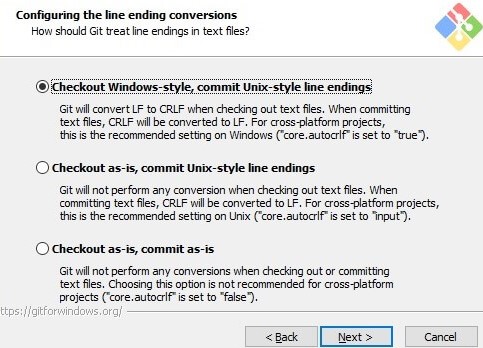 Configuring the line ending conversions
How should Git treat line endings in text files?
Checkout Windows-style, commit Unix-style line endings
Git will convert LF to CRLF when checking out text files. When committing
text files, CRLF will be converted to LF. For cross-platform projects,
this is the recommended setting on Windows ("core.autocrlf" is set to "true").
Checkout as-is, commit Unix-style line endings
Git will not perform any conversion when checking out text files. When
committing text files, CRLF will be converted to LF. For cross-platform projects,
this is the recommended setting on Unix ("core.autocrlf" is set to "input").
Checkout as-is, commit as-is
Git will not perform any conversions when checking out or committing
text files. Choosing this option is not recommended for cross-platform
projects ("core.autocrlf" is set to "false").
ttps://gitforwindows.org/
< Back Next > Cancel